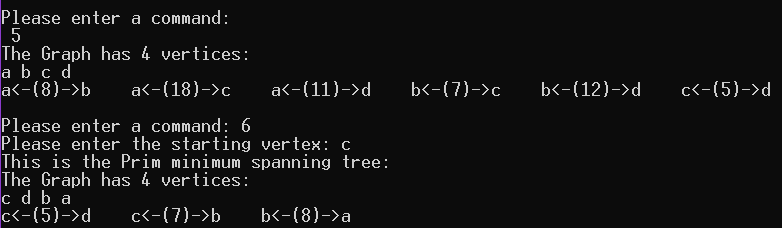 Please enter a command:
5
The Graph has 4 vertices:
a b c d
a<-(8)->b    a<-(18)->c    a<-(11)->d    b<-(7)->c    b<-(12)->d    c<-(5)->d
Please enter a command: 6
Please enter the starting vertex: c
This is the Prim minimum spanning tree:
The Graph has 4 vertices:
c d b a
c<-(5)->d    c<-(7)->b    b<-(8)->a